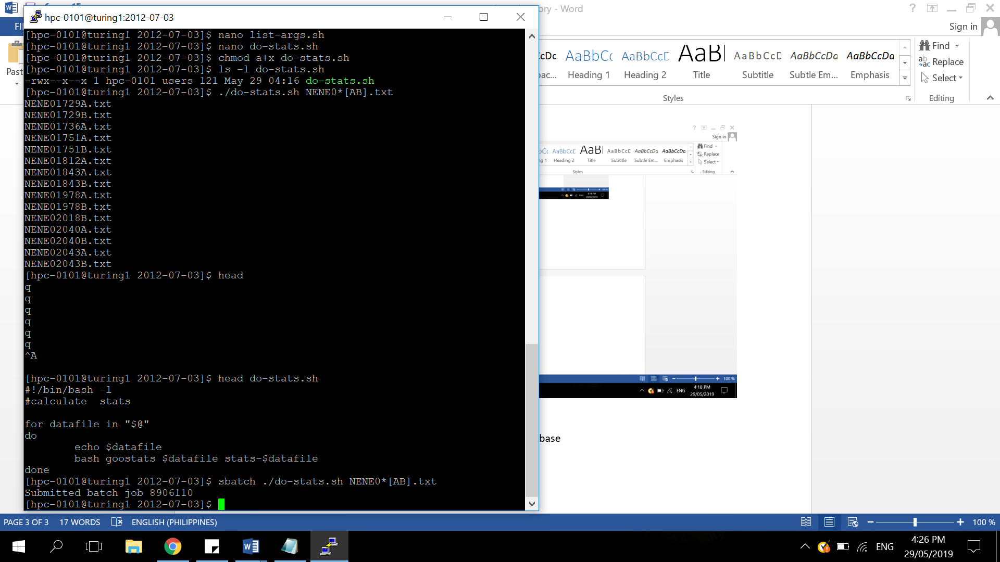 hpc-0101@turing1:2012-07-03
[hpc-0101@turing1 2012-07-03]$ nano list-args.sh
[hpc-0101@turing1 2012-07-03]$ nano do-stats.sh
[hpc-0101@turing1 2012-07-03]$ chmod a+x do-stats.sh
[hpc-0101@turing1 2012-07-03]$ ls -l do-stats.sh
-rwx--x--x 1 hpc-0101 users 121 May 29 04:16 do-stats.sh
[hpc-0101@turing1 2012-07-03]$ ./do-stats.sh NENE0*[AB].txt
NENE01729A.txt
NENE01729B.txt
NENE01736A.txt
NENE01751A.txt
NENE01751B.txt
NENE01812A.txt
NENE01843A.txt
NENE01843B.txt
NENE01978A.txt
NENE01978B.txt
NENE02018B.txt
NENE02040A.txt
NENE02040B.txt
NENE02043A.txt
NENE02043B.txt
[hpc-0101@turing1 2012-07-03]$ head
q
q
q
q
q
q
^A
[hpc-0101@turing1 2012-07-03]$ head do-stats.sh
#!/bin/bash -l
#calculate  stats
for datafile in "$@"
do
echo $datafile
bash goostats $datafile stats-$datafile
done
[hpc-0101@turing1 2012-07-03]$ sbatch ./do-stats.sh NENE0*[AB].txt
Submitted batch job 8906110
[hpc-0101@turing1 2012-07-03]$
ory - Word
?
Sign in
FI
Past
CcDc AaBbCc AaBbCcD AaBl AaBbCcD AaBbCcDa AaBbCcDa
pac... Heading 1 Heading 2 Title Subtitle Subtle Em... Emphasis
Styles
Find
Replace
Select
Editing
?
Sign in
AaBbCcC AaBl AaBbCcD AaBbCcDa AaBbCcDa
ng 1 Heading 2 Title Subtitle Subtle Em... Emphasis
Styles
Find
Replace
Select
Editing
100 %
ENG
4:18 PM
29/05/2019
base
PAGE 3 OF 3 17 WORDS ENGLISH (PHILIPPINES)
100 %
ENG
4:26 PM
29/05/2019